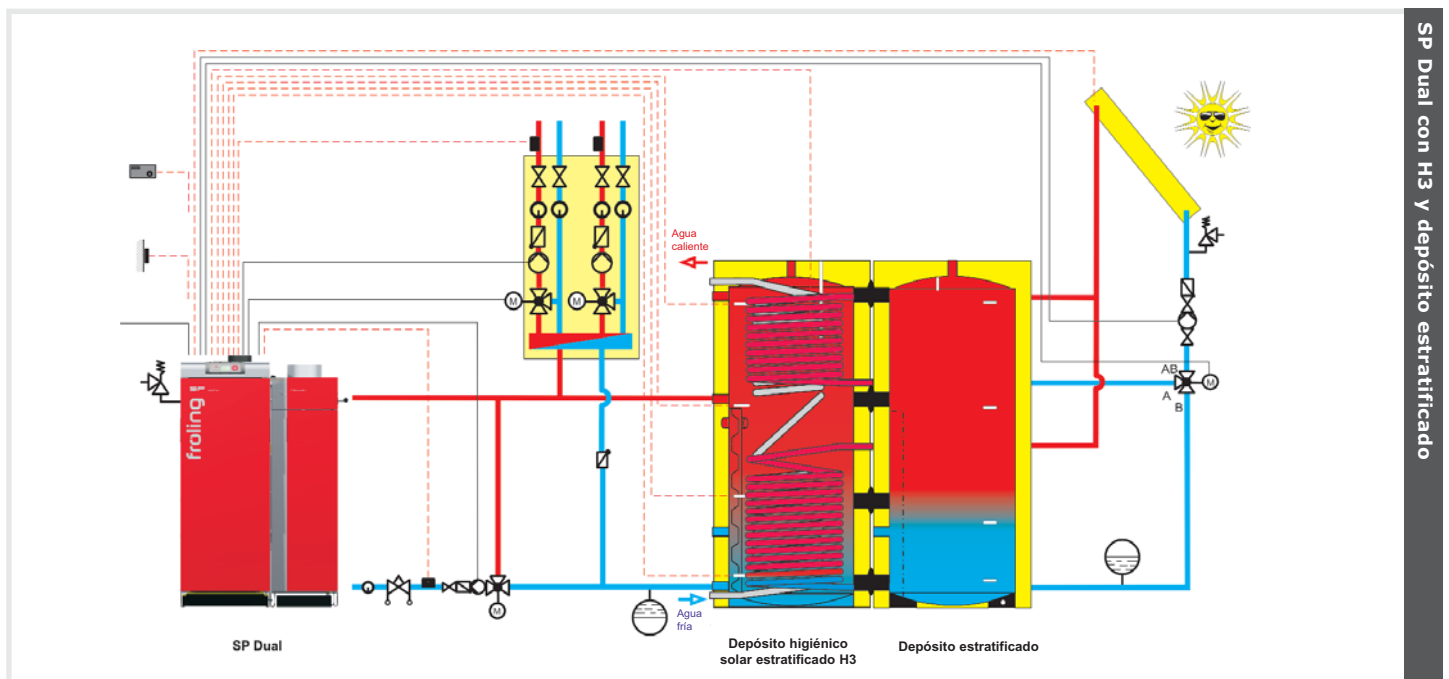 SP Dual con H3 y depósito estratificado
Agua
caliente
M
M
SP
froling
AB
M
A
B
M
Agua
fría
SP Dual
Depósito higiénico
solar estratificado H3
Depósito estratificado